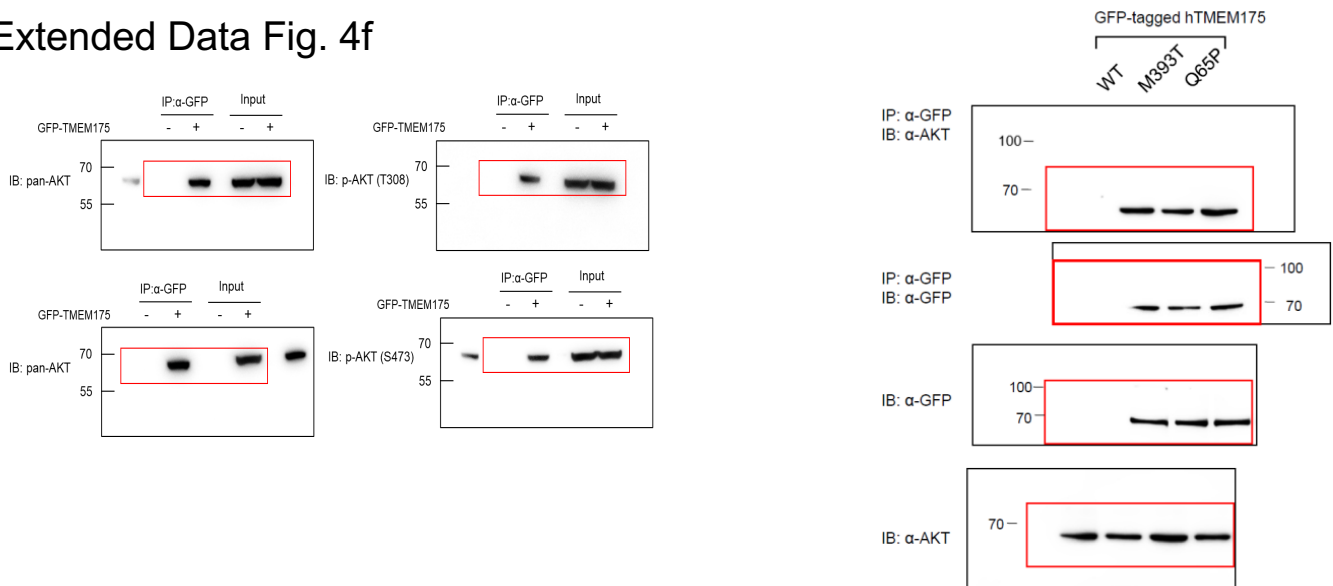 Extended Data Fig. 4f
IP:α-GFP Input
GFP-TMEM175 - + - +
IB: pan-AKT
70
55
IP:α-GFP Input
GFP-TMEM175 - + - +
IB: p-AKT (T308)
70
55
IP:α-GFP Input
GFP-TMEM175 - + - +
IB: pan-AKT
70
55
IP:α-GFP Input
GFP-TMEM175 - + - +
IB: p-AKT (S473)
70
55
GFP-tagged hTMEM175
WT M393T Q65P
IP: α-GFP
IB: α-AKT
100
70
IP: α-GFP
IB: α-GFP
100
70
IB: α-GFP
100
70
IB: α-AKT
70